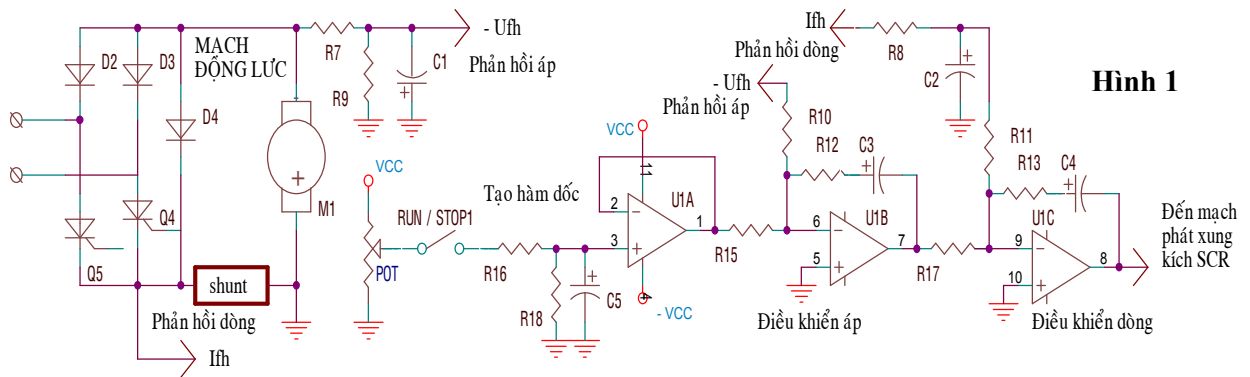 D2
D3
MẠCH
ĐỘNG LƯC
D4
R7
R9
C1
- Ufh
Phản hồi áp
Ifh
R8
C2
Phản hồi dòng
- Ufh
Phản hồi áp
Hình 1
R10
R12
C3
R11
R13
C4
VCC
11
2
3
1
4
U1A
- VCC
Tạo hàm dốc
VCC
RUN / STOP1
POT
M1
Q4
Q5
shunt
Phản hồi dòng
Ifh
R16
R18
C5
R15
6
5
7
U1B
Điều khiển áp
R17
9
10
8
U1C
Điều khiển dòng
Đến mạch
phát xung
kích SCR